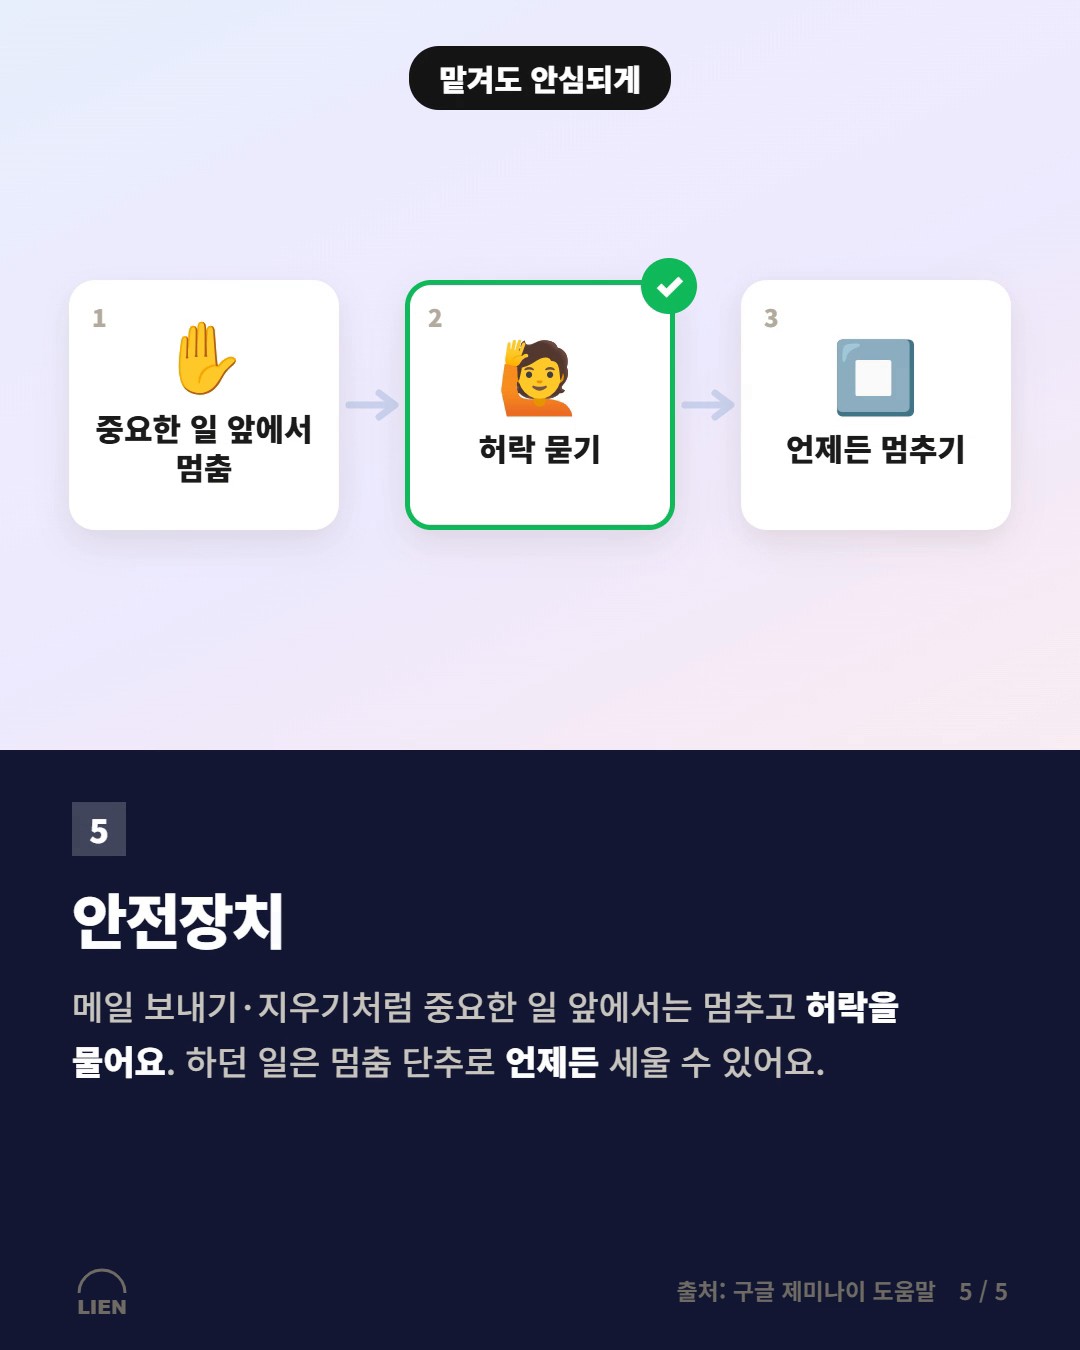 맡겨도 안심되게
1
중요한 일 앞에서
멈춤
2
허락 묻기
3
언제든 멈추기
5
안전장치
메일 보내기·지우기처럼 중요한 일 앞에서는 멈추고 허락을
물어요. 하던 일은 멈춤 단추로 언제든 세울 수 있어요.
LIEN
출처: 구글 제미나이 도움말 5 / 5